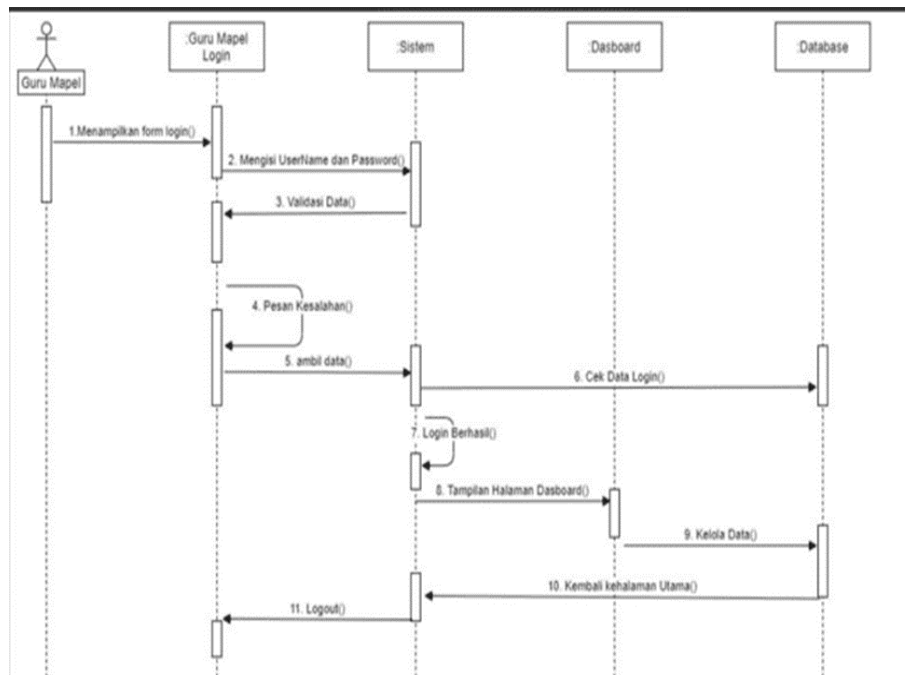 :Guru Mapel
Login
:Sistem
:Dasboard
:Database
Guru Mapel
1.Menampilkan form login()
2. Mengisi UserName dan Password()
3. Validasi Data()
4. Pesan Kesalahan()
5. ambil data()
6. Cek Data Login()
7. Login Berhasil()
8. Tampilan Halaman Dasboard()
9. Kelola Data()
10. Kembali kehalaman Utama()
11. Logout()